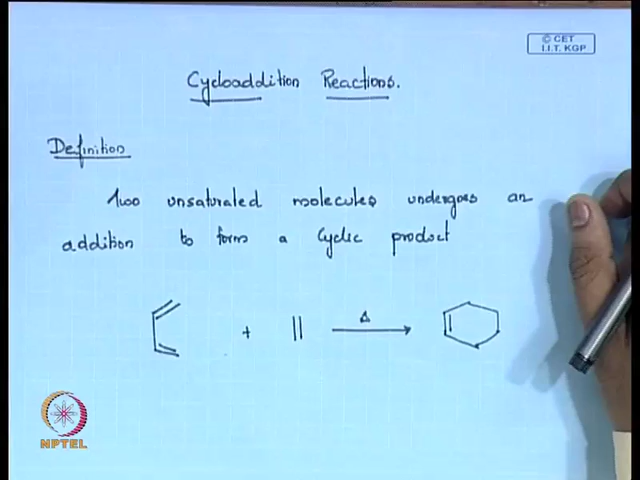 © CET
I.I.T. KGP
Cycloaddition Reactions.
Definition
Two unsaturated molecules undergoes an
addition to form a cyclic product
+ Δ
NPTEL